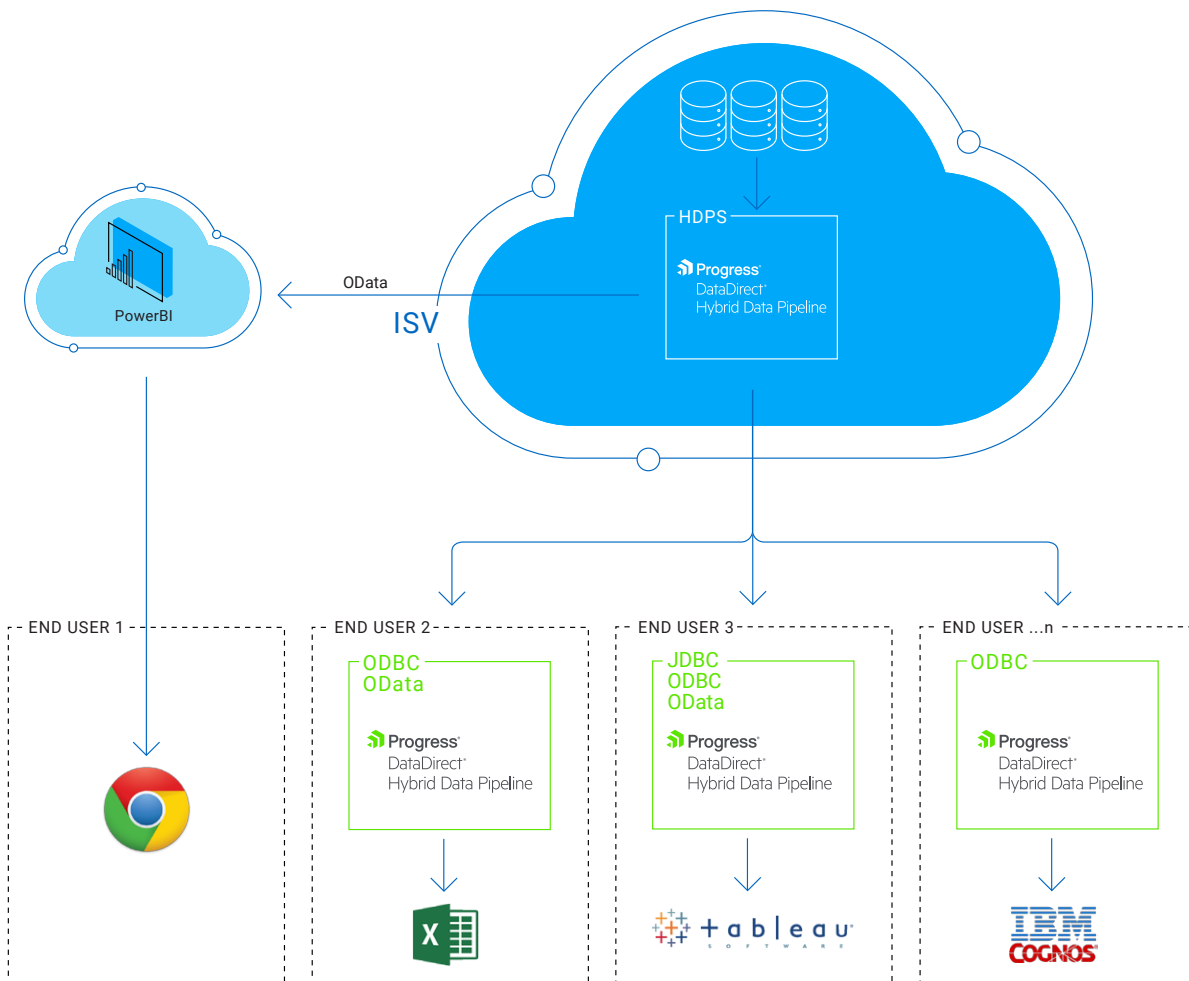 HDPS
Progress®
DataDirect®
Hybrid Data Pipeline
OData
ISV
PowerBI
END USER 1
END USER 2
ODBC
OData
Progress®
DataDirect®
Hybrid Data Pipeline
X
END USER 3
JDBC
ODBC
OData
Progress®
DataDirect®
Hybrid Data Pipeline
+ableau®
SOFTWARE
END USER ...n
ODBC
Progress®
DataDirect®
Hybrid Data Pipeline
IBM
COGNOS®